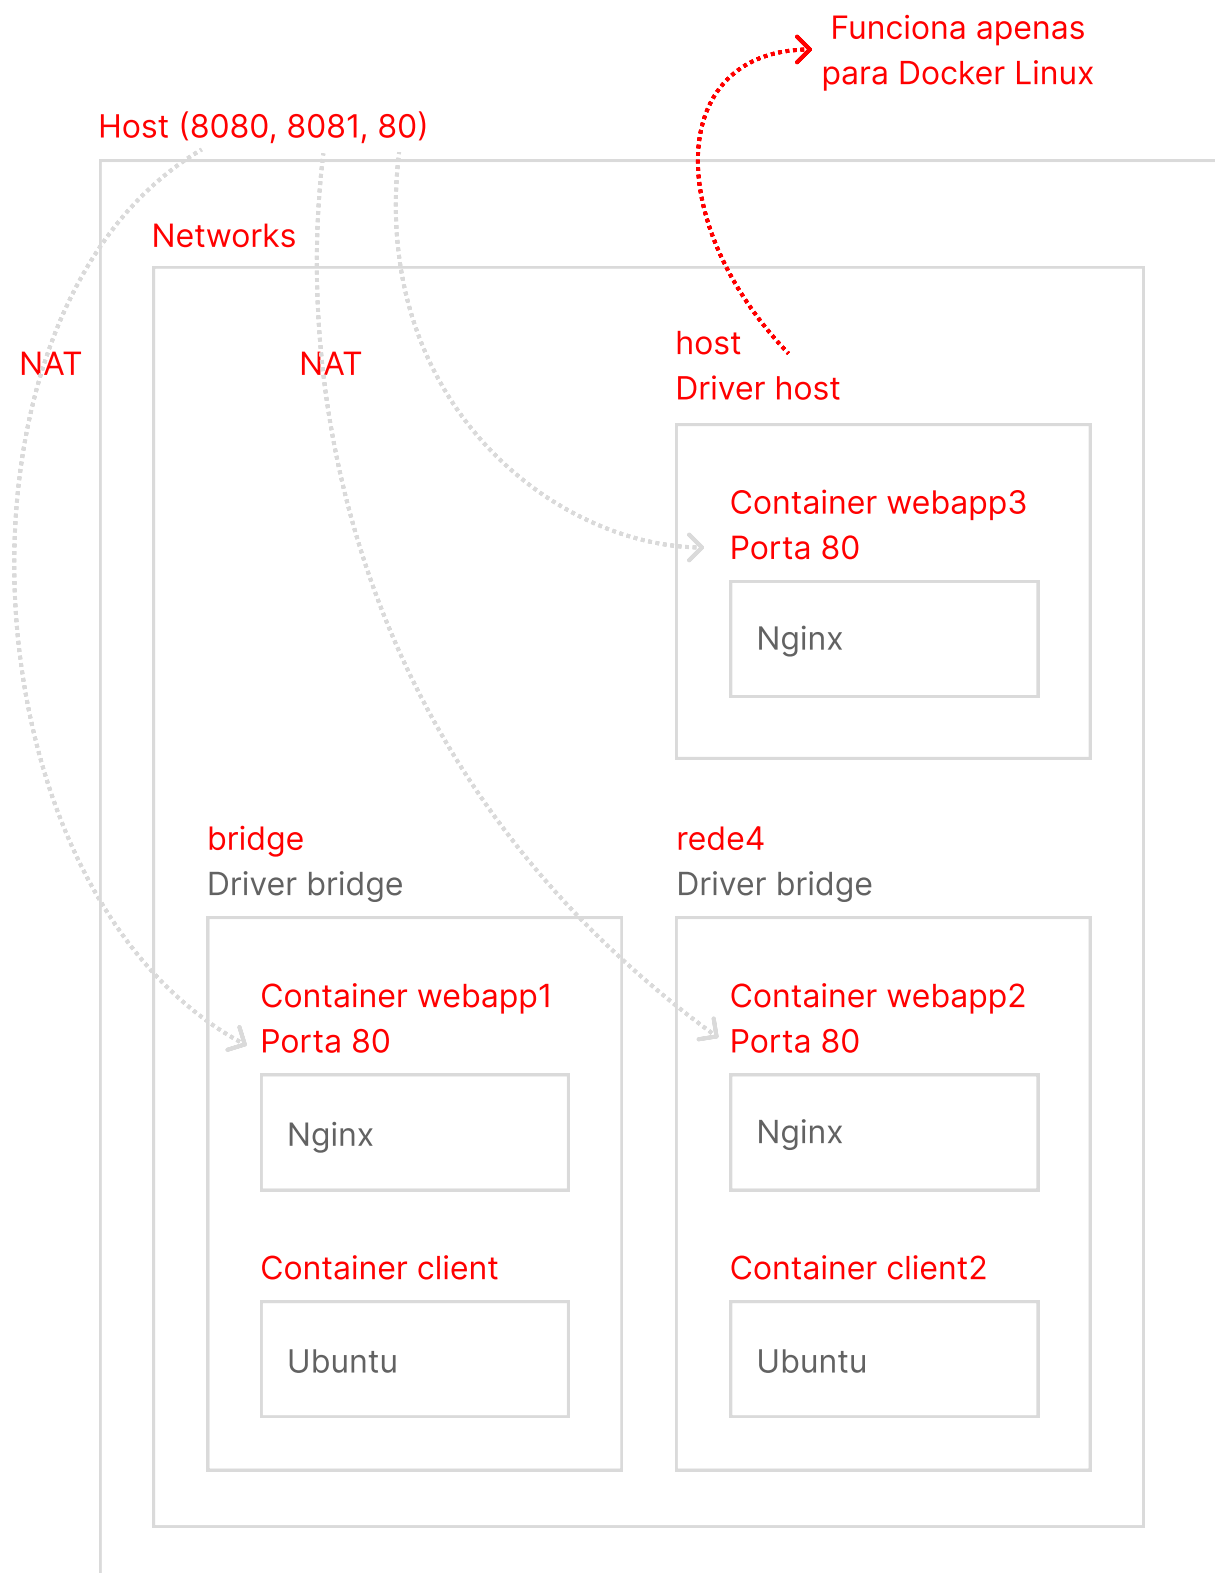 Funciona apenas
para Docker Linux
Host (8080, 8081, 80)
Networks
NAT
NAT
host
Driver host
Container webapp3
Porta 80
Nginx
bridge
Driver bridge
rede4
Driver bridge
Container webapp1
Porta 80
Nginx
Container webapp2
Porta 80
Nginx
Container client
Ubuntu
Container client2
Ubuntu